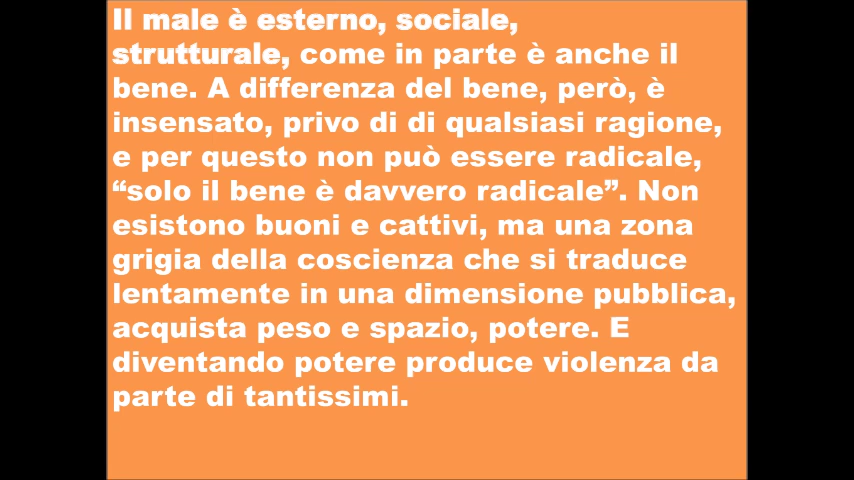 Il male è esterno, sociale,
strutturale, come in parte è anche il
bene. A differenza del bene, però, è
insensato, privo di di qualsiasi ragione,
e per questo non può essere radicale,
“solo il bene è davvero radicale”. Non
esistono buoni e cattivi, ma una zona
grigia della coscienza che si traduce
lentamente in una dimensione pubblica,
acquista peso e spazio, potere. E
diventando potere produce violenza da
parte di tantissimi.